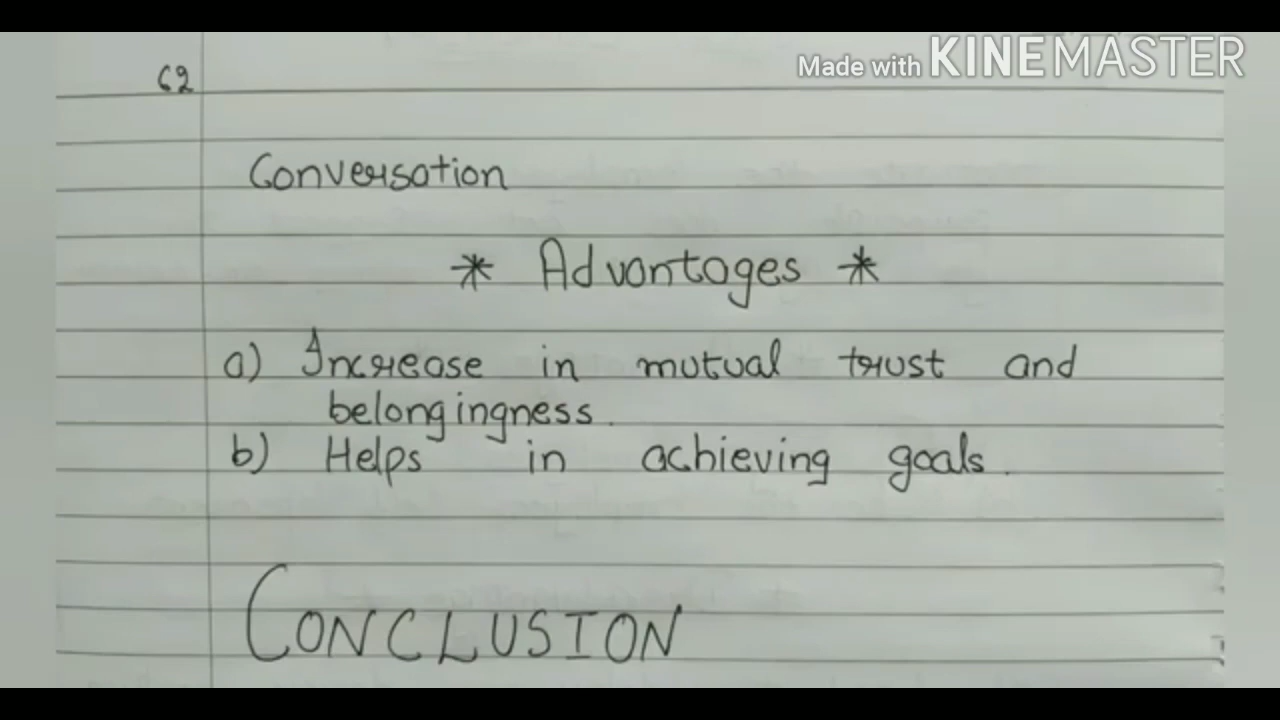 Made with KINEMASTER
62
Conversation
* Advantages *
a) Increase in mutual trust and
belongingness.
b) Helps in achieving goals.
CONCLUSION